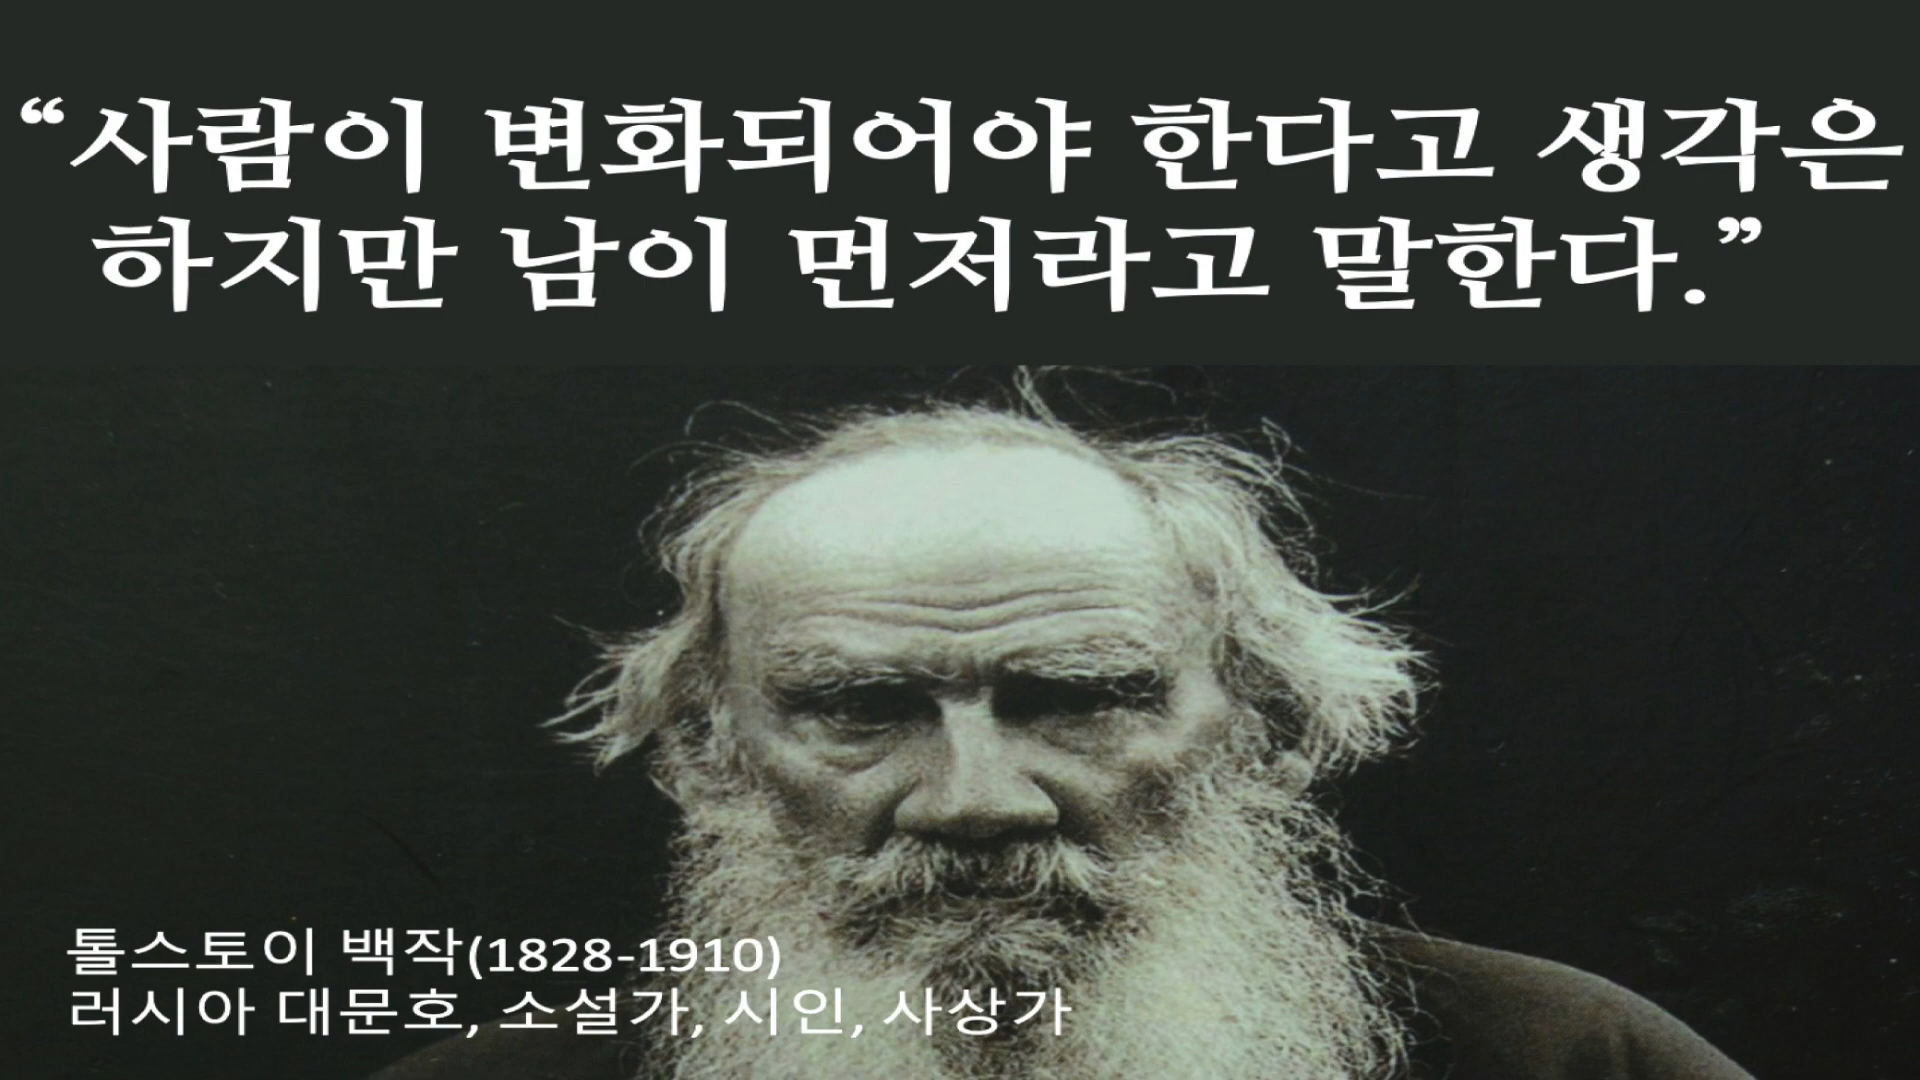 “사람이 변화되어야 한다고 생각은
하지만 남이 먼저라고 말한다.”
톨스토이 백작(1828-1910)
러시아 대문호, 소설가, 시인, 사상가